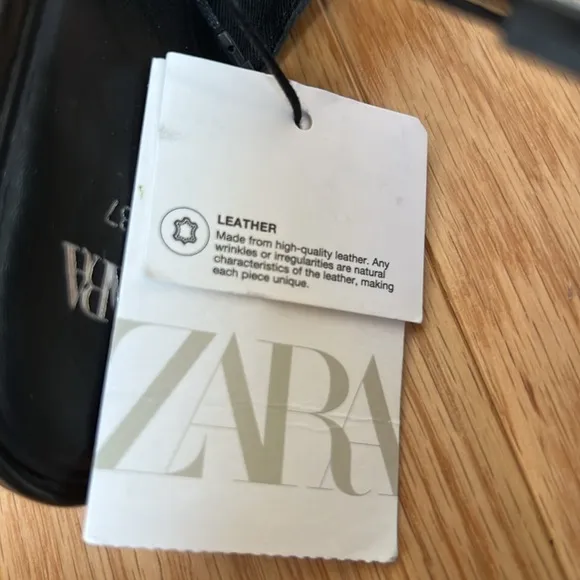 LEATHER
Made from high-quality leather. Any
wrinkles or irregularities are natural
characteristics of the leather, making
each piece unique.
ZARA
37